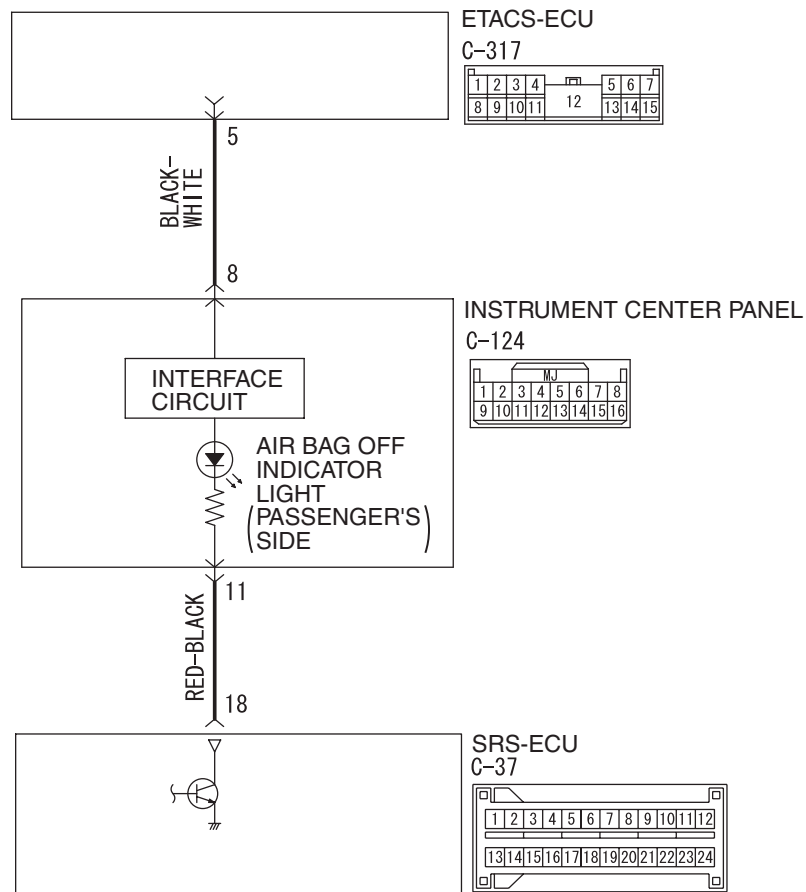 ETACS-ECU
C-317
1 2 3 4 5 6 7
8 9 10 11 12 13 14 15
5
BLACK-
WHITE
8
INSTRUMENT CENTER PANEL
C-124
MJ
1 2 3 4 5 6 7 8
9 10 11 12 13 14 15 16
INTERFACE
CIRCUIT
AIR BAG OFF
INDICATOR
LIGHT
(PASSENGER'S
SIDE)
11
RED-BLACK
18
SRS-ECU
C-37
1 2 3 4 5 6 7 8 9 10 11 12
13 14 15 16 17 18 19 20 21 22 23 24